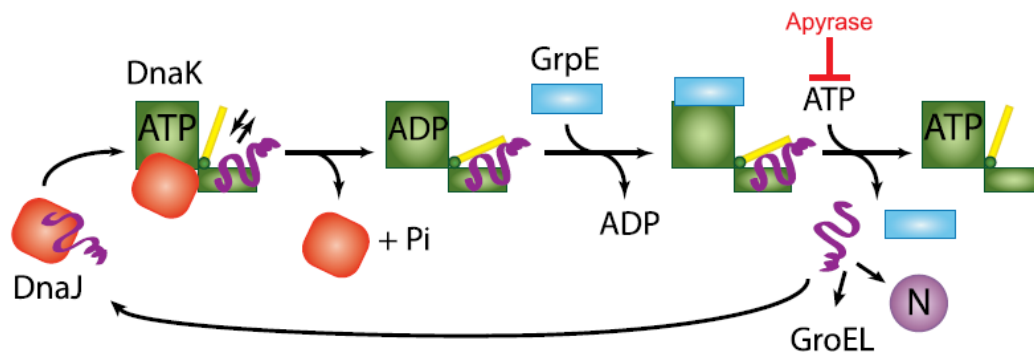 Apyrase
DnaK
GrpE
ATP
ATP
ADP
ATP
+ Pi
ADP
DnaJ
N
GroEL